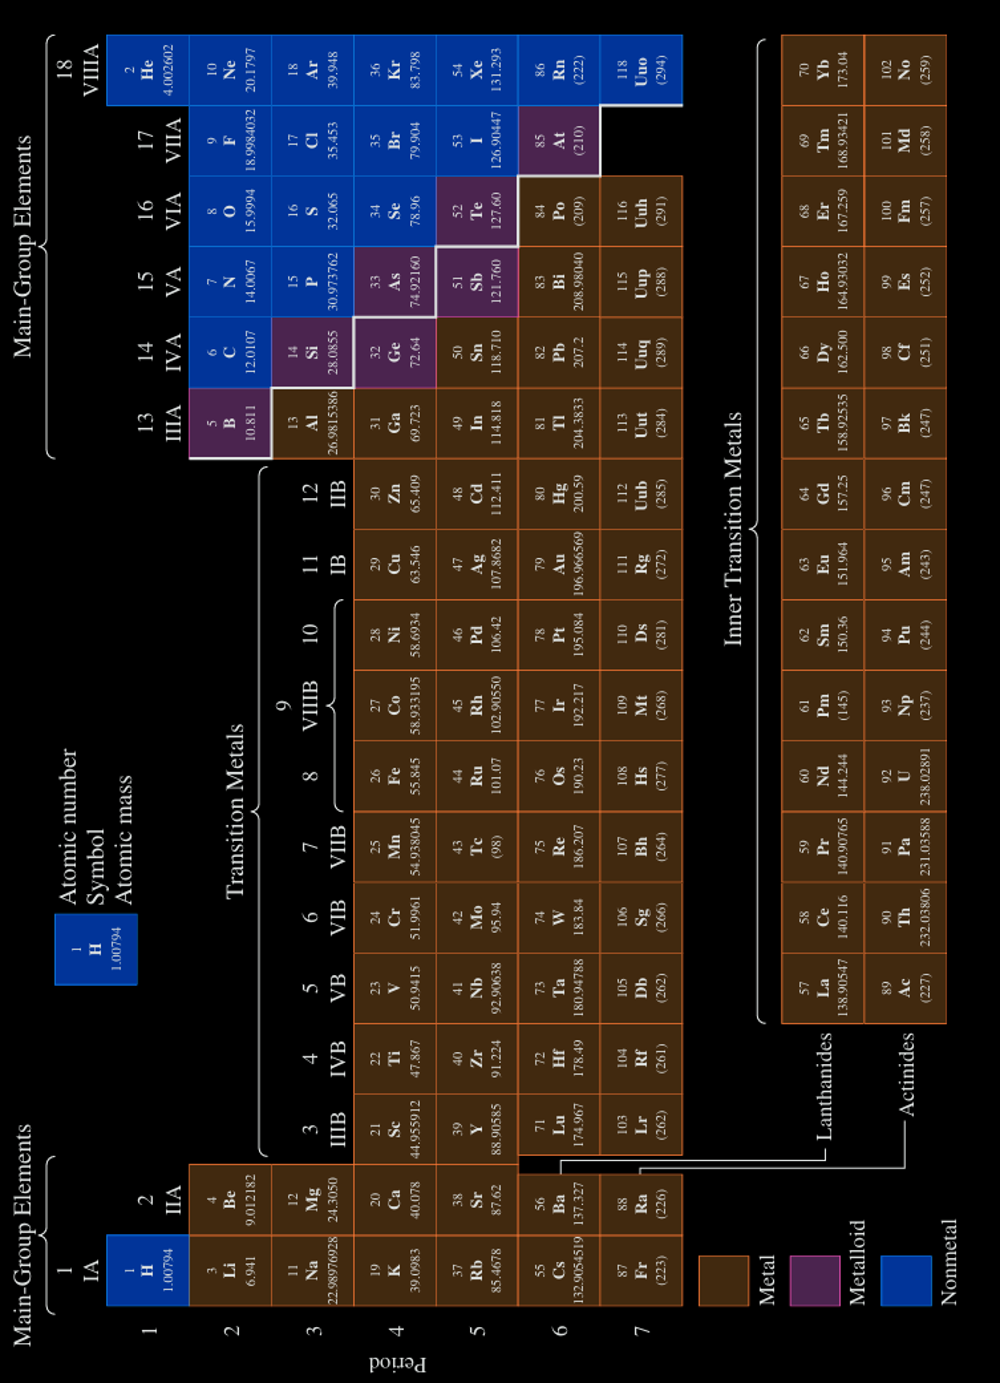 Main-Group Elements
Main-Group Elements
1
IA
2
IIA
Atomic number
Symbol
Atomic mass
1
H
1.00794
Transition Metals
3
IIIB
4
IVB
5
VB
6
VIB
7
VIIB
8
9
10
VIIIB
11
IB
12
IIB
13
IIIA
14
IVA
15
VA
16
VIA
17
VIIA
18
VIIIA
Period
1
1 H 1.00794
2 He 4.002602
2
3 Li 6.941
4 Be 9.012182
5 B 10.811
6 C 12.0107
7 N 14.0067
8 O 15.9994
9 F 18.9984032
10 Ne 20.1797
3
11 Na 22.98976928
12 Mg 24.3050
13 Al 26.9815386
14 Si 28.0855
15 P 30.973762
16 S 32.065
17 Cl 35.453
18 Ar 39.948
4
19 K 39.0983
20 Ca 40.078
21 Sc 44.955912
22 Ti 47.867
23 V 50.9415
24 Cr 51.9961
25 Mn 54.938045
26 Fe 55.845
27 Co 58.933195
28 Ni 58.6934
29 Cu 63.546
30 Zn 65.409
31 Ga 69.723
32 Ge 72.64
33 As 74.92160
34 Se 78.96
35 Br 79.904
36 Kr 83.798
5
37 Rb 85.4678
38 Sr 87.62
39 Y 88.90585
40 Zr 91.224
41 Nb 92.90638
42 Mo 95.94
43 Tc (98)
44 Ru 101.07
45 Rh 102.90550
46 Pd 106.42
47 Ag 107.8682
48 Cd 112.411
49 In 114.818
50 Sn 118.710
51 Sb 121.760
52 Te 127.60
53 I 126.90447
54 Xe 131.293
6
55 Cs 132.9054519
56 Ba 137.327
71 Lu 174.967
72 Hf 178.49
73 Ta 180.94788
74 W 183.84
75 Re 186.207
76 Os 190.23
77 Ir 192.217
78 Pt 195.084
79 Au 196.966569
80 Hg 200.59
81 Tl 204.3833
82 Pb 207.2
83 Bi 208.98040
84 Po (209)
85 At (210)
86 Rn (222)
7
87 Fr (223)
88 Ra (226)
103 Lr (262)
104 Rf (261)
105 Db (262)
106 Sg (266)
107 Bh (264)
108 Hs (277)
109 Mt (268)
110 Ds (281)
111 Rg (272)
112 Uub (285)
113 Uut (284)
114 Uuq (289)
115 Uup (288)
116 Uuh (291)
118 Uuo (294)
Metal
Metalloid
Nonmetal
Inner Transition Metals
Lanthanides
57 La 138.90547
58 Ce 140.116
59 Pr 140.90765
60 Nd 144.244
61 Pm (145)
62 Sm 150.36
63 Eu 151.964
64 Gd 157.25
65 Tb 158.92535
66 Dy 162.500
67 Ho 164.93032
68 Er 167.259
69 Tm 168.93421
70 Yb 173.04
Actinides
89 Ac (227)
90 Th 232.03806
91 Pa 231.03588
92 U 238.02891
93 Np (237)
94 Pu (244)
95 Am (243)
96 Cm (247)
97 Bk (247)
98 Cf (251)
99 Es (252)
100 Fm (257)
101 Md (258)
102 No (259)